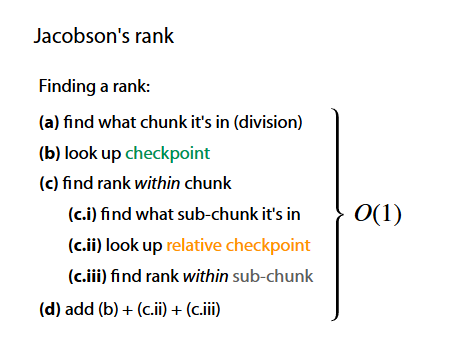 Jacobson's rank
Finding a rank:
(a) find what chunk it's in (division)
(b) look up checkpoint
(c) find rank within chunk
(c.i) find what sub-chunk it's in
(c.ii) look up relative checkpoint
(c.iii) find rank within sub-chunk
(d) add (b) + (c.ii) + (c.iii)
O(1)